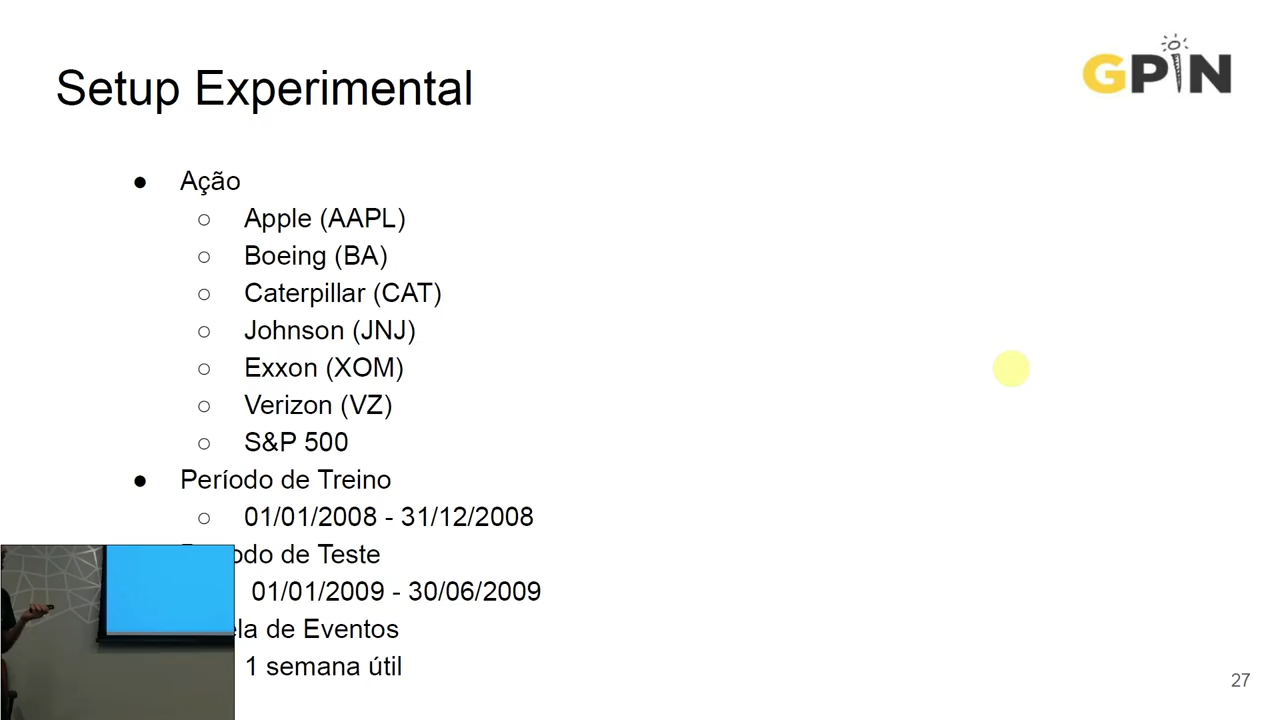 GPIN
Setup Experimental
● Ação
○ Apple (AAPL)
○ Boeing (BA)
○ Caterpillar (CAT)
○ Johnson (JNJ)
○ Exxon (XOM)
○ Verizon (VZ)
○ S&P 500
● Período de Treino
○ 01/01/2008 - 31/12/2008
de Teste
01/01/2009 - 30/06/2009
de Eventos
1 semana útil
27